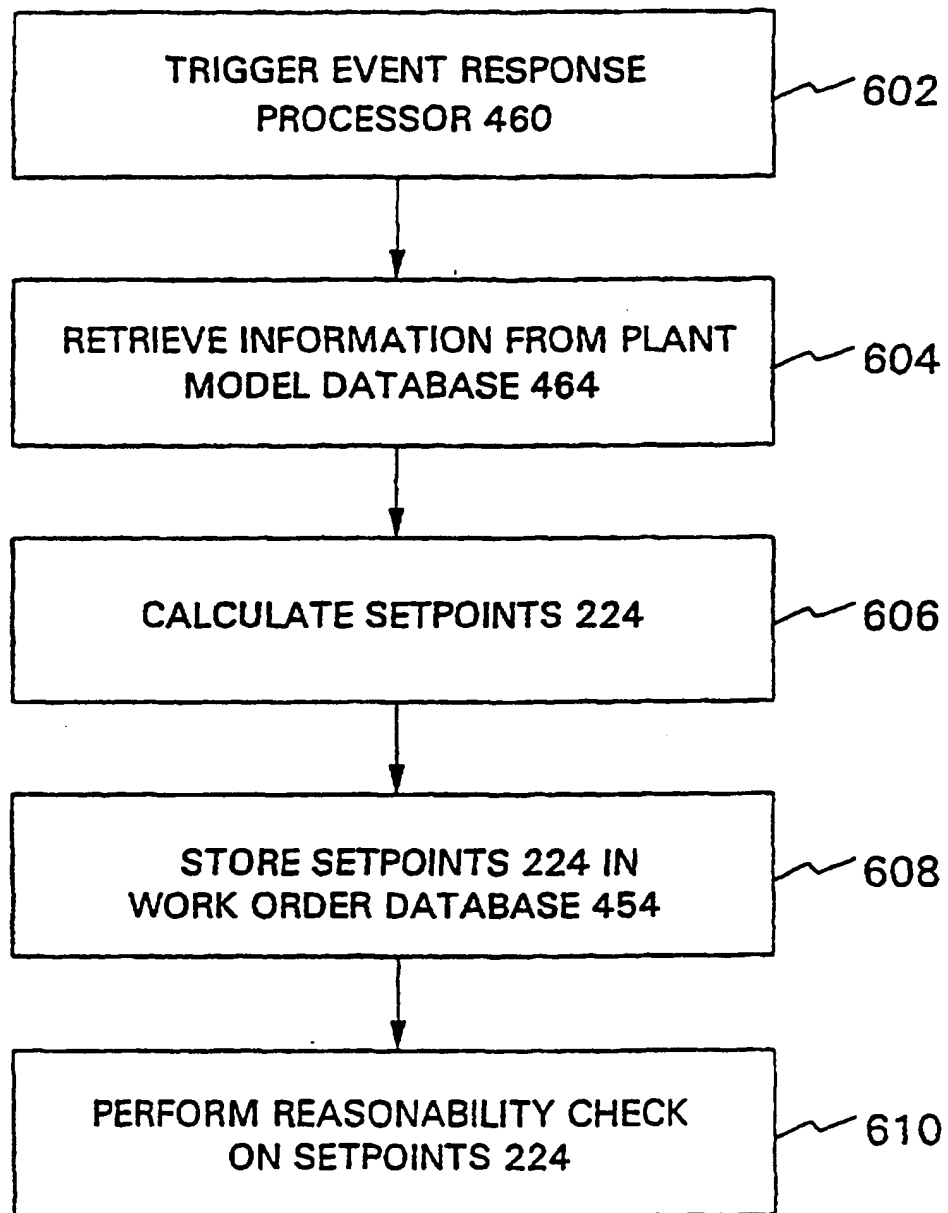 TRIGGER EVENT RESPONSE
PROCESSOR 460
602
RETRIEVE INFORMATION FROM PLANT
MODEL DATABASE 464
604
CALCULATE SETPOINTS 224
606
STORE SETPOINTS 224 IN
WORK ORDER DATABASE 454
608
PERFORM REASONABILITY CHECK
ON SETPOINTS 224
610